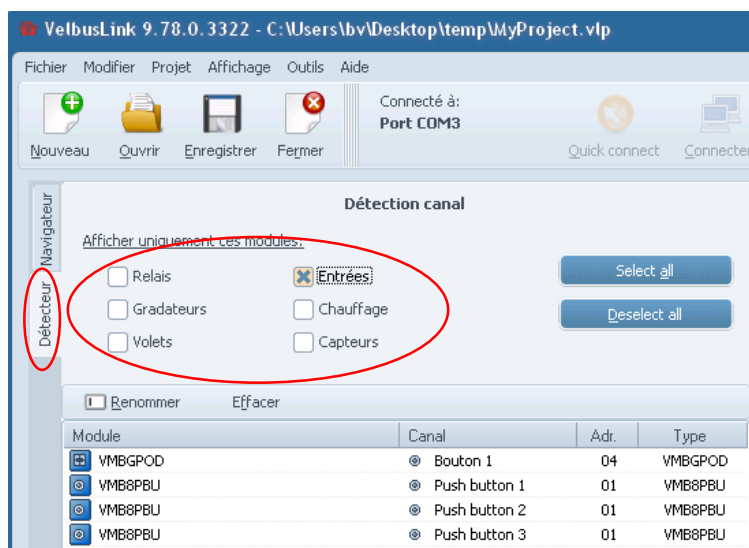 VelbusLink 9.78.0.3322 - C:\Users\bv\Desktop\temp\MyProject.vlp
Fichier Modifier Projet Affichage Outils Aide
Connecté à:
Port COM3
Nouveau Ouvrir Enregistrer Fermer Quick connect Connecter
Navigateur
Détecteur
Détection canal
Afficher uniquement ces modules:
Relais Entrées Select all
Gradateurs Chauffage Deselect all
Volets Capteurs
Renommer Effacer
Module Canal Adr. Type
VMBGPOD Bouton 1 04 VMBGPOD
VMB8PBU Push button 1 01 VMB8PBU
VMB8PBU Push button 2 01 VMB8PBU
VMB8PBU Push button 3 01 VMB8PBU